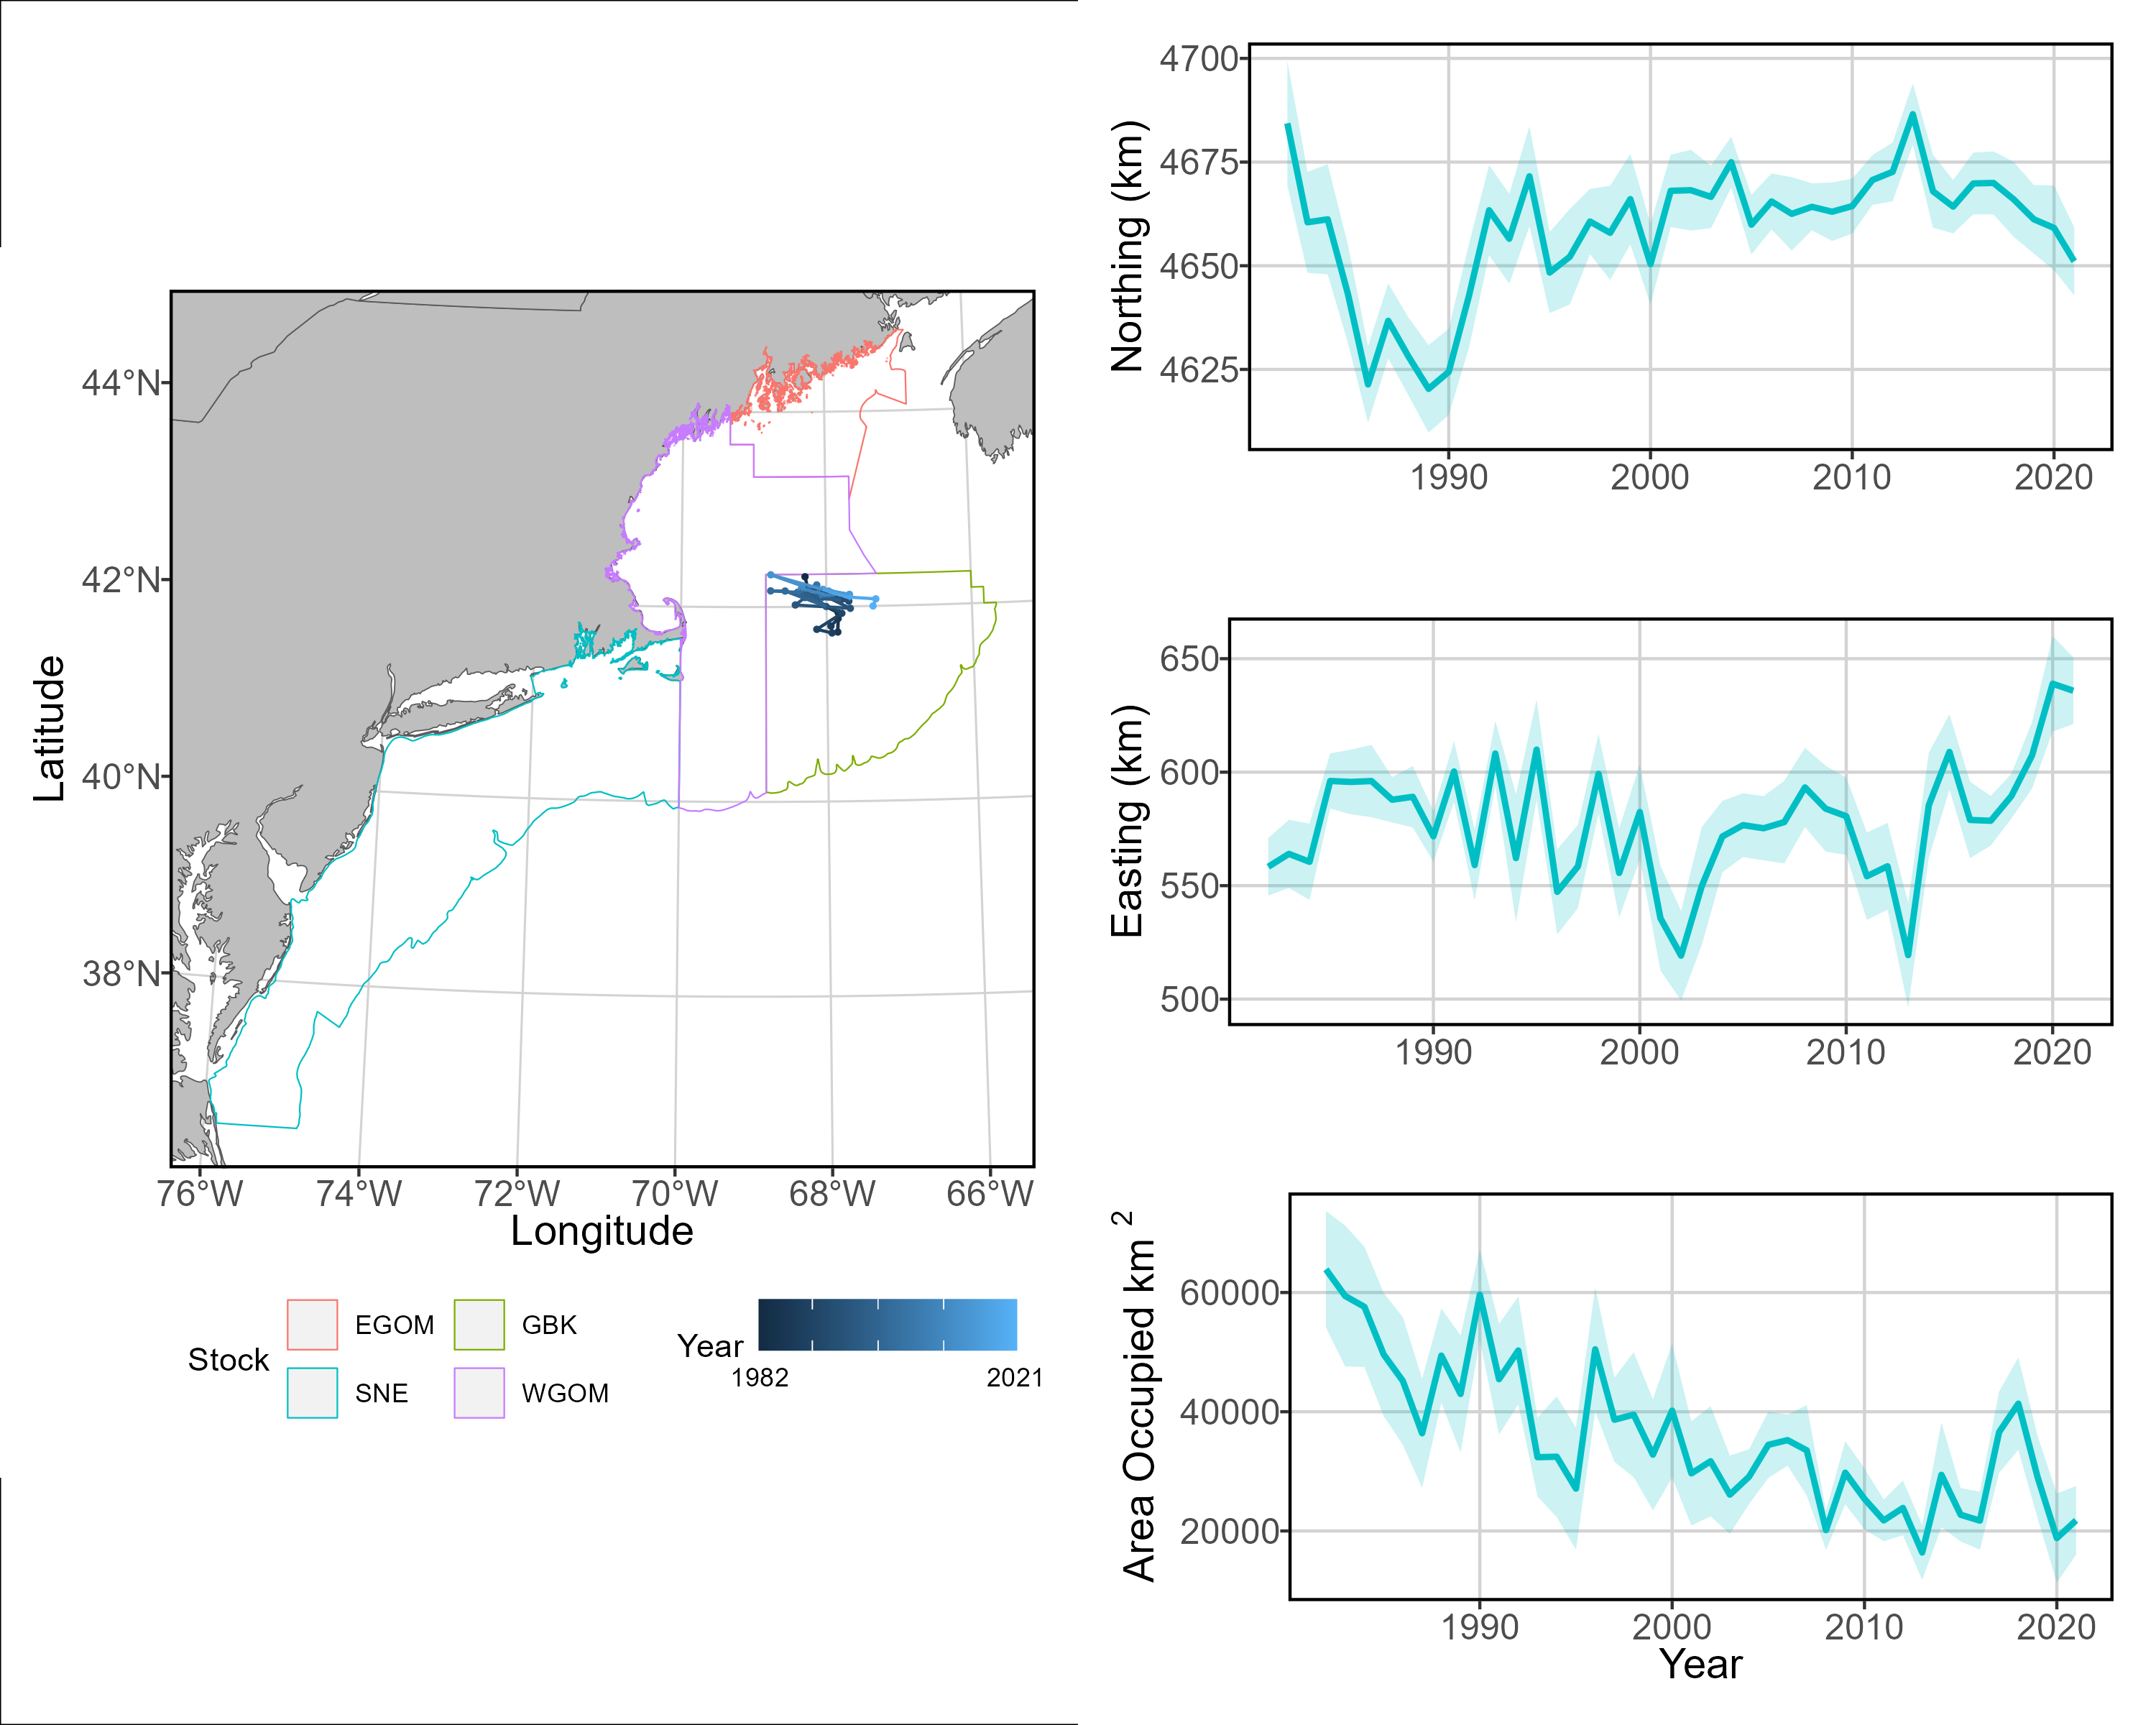 44°N
42°N
40°N
38°N
Latitude
76°W 74°W 72°W 70°W 68°W 66°W
Longitude
Stock
EGOM
GBK
SNE
WGOM
Year
1982 2021
Northing (km)
4700
4675
4650
4625
1990 2000 2010 2020
Easting (km)
650
600
550
500
1990 2000 2010 2020
Area Occupied km 2
60000
40000
20000
1990 2000 2010 2020
Year